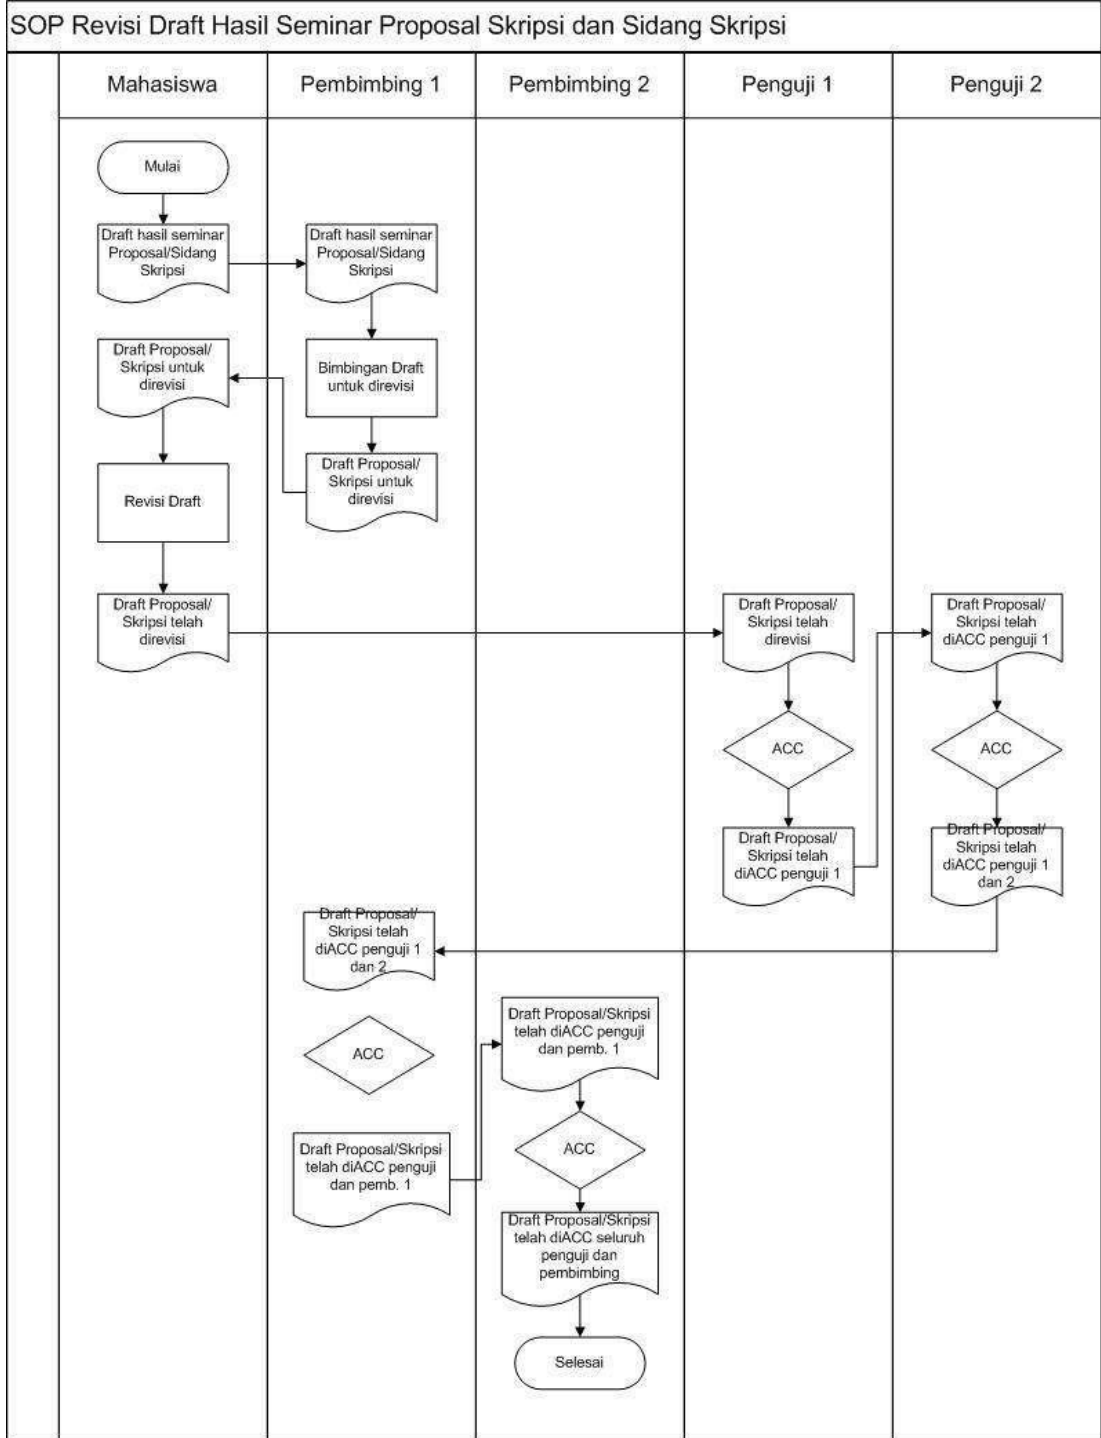 SOP Revisi Draft Hasil Seminar Proposal Skripsi dan Sidang Skripsi
Mahasiswa
Pembimbing 1
Pembimbing 2
Penguji 1
Penguji 2
Mulai
Draft hasil seminar
Proposal/Sidang
Skripsi
Draft hasil seminar
Proposal/Sidang
Skripsi
Bimbingan Draft
untuk direvisi
Draft Proposal/
Skripsi untuk
direvisi
Draft Proposal/
Skripsi untuk
direvisi
Revisi Draft
Draft Proposal/
Skripsi telah
direvisi
Draft Proposal/
Skripsi telah
direvisi
ACC
Draft Proposal/
Skripsi telah
diACC penguji 1
Draft Proposal/
Skripsi telah
diACC penguji 1
ACC
Draft Proposal/
Skripsi telah
diACC penguji 1
dan 2
Draft Proposal/
Skripsi telah
diACC penguji 1
dan 2
ACC
Draft Proposal/Skripsi
telah diACC penguji
dan pemb. 1
Draft Proposal/Skripsi
telah diACC penguji
dan pemb. 1
ACC
Draft Proposal/Skripsi
telah diACC seluruh
penguji dan
pembimbing
Selesai